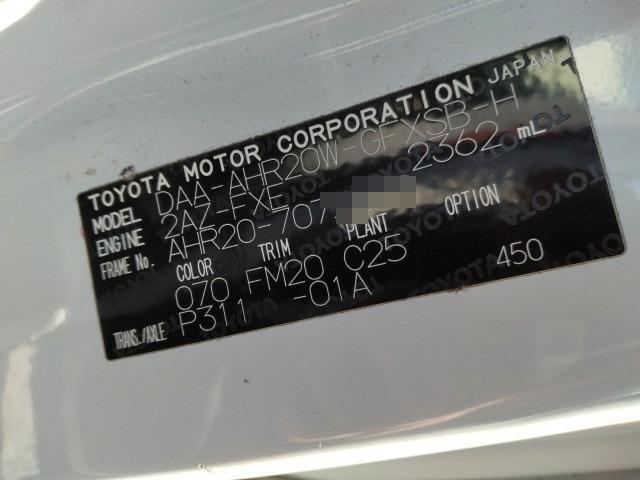 TOYOTA MOTOR CORPORATION JAPAN
MODEL DAA-AHR20W-GFXSB-H
ENGINE 2AZ-FXE 2362 mL
FRAME No. AHR20-707
COLOR TRIM PLANT OPTION
070 FM20 C25 450
TRANS./AXLE P311 -01A